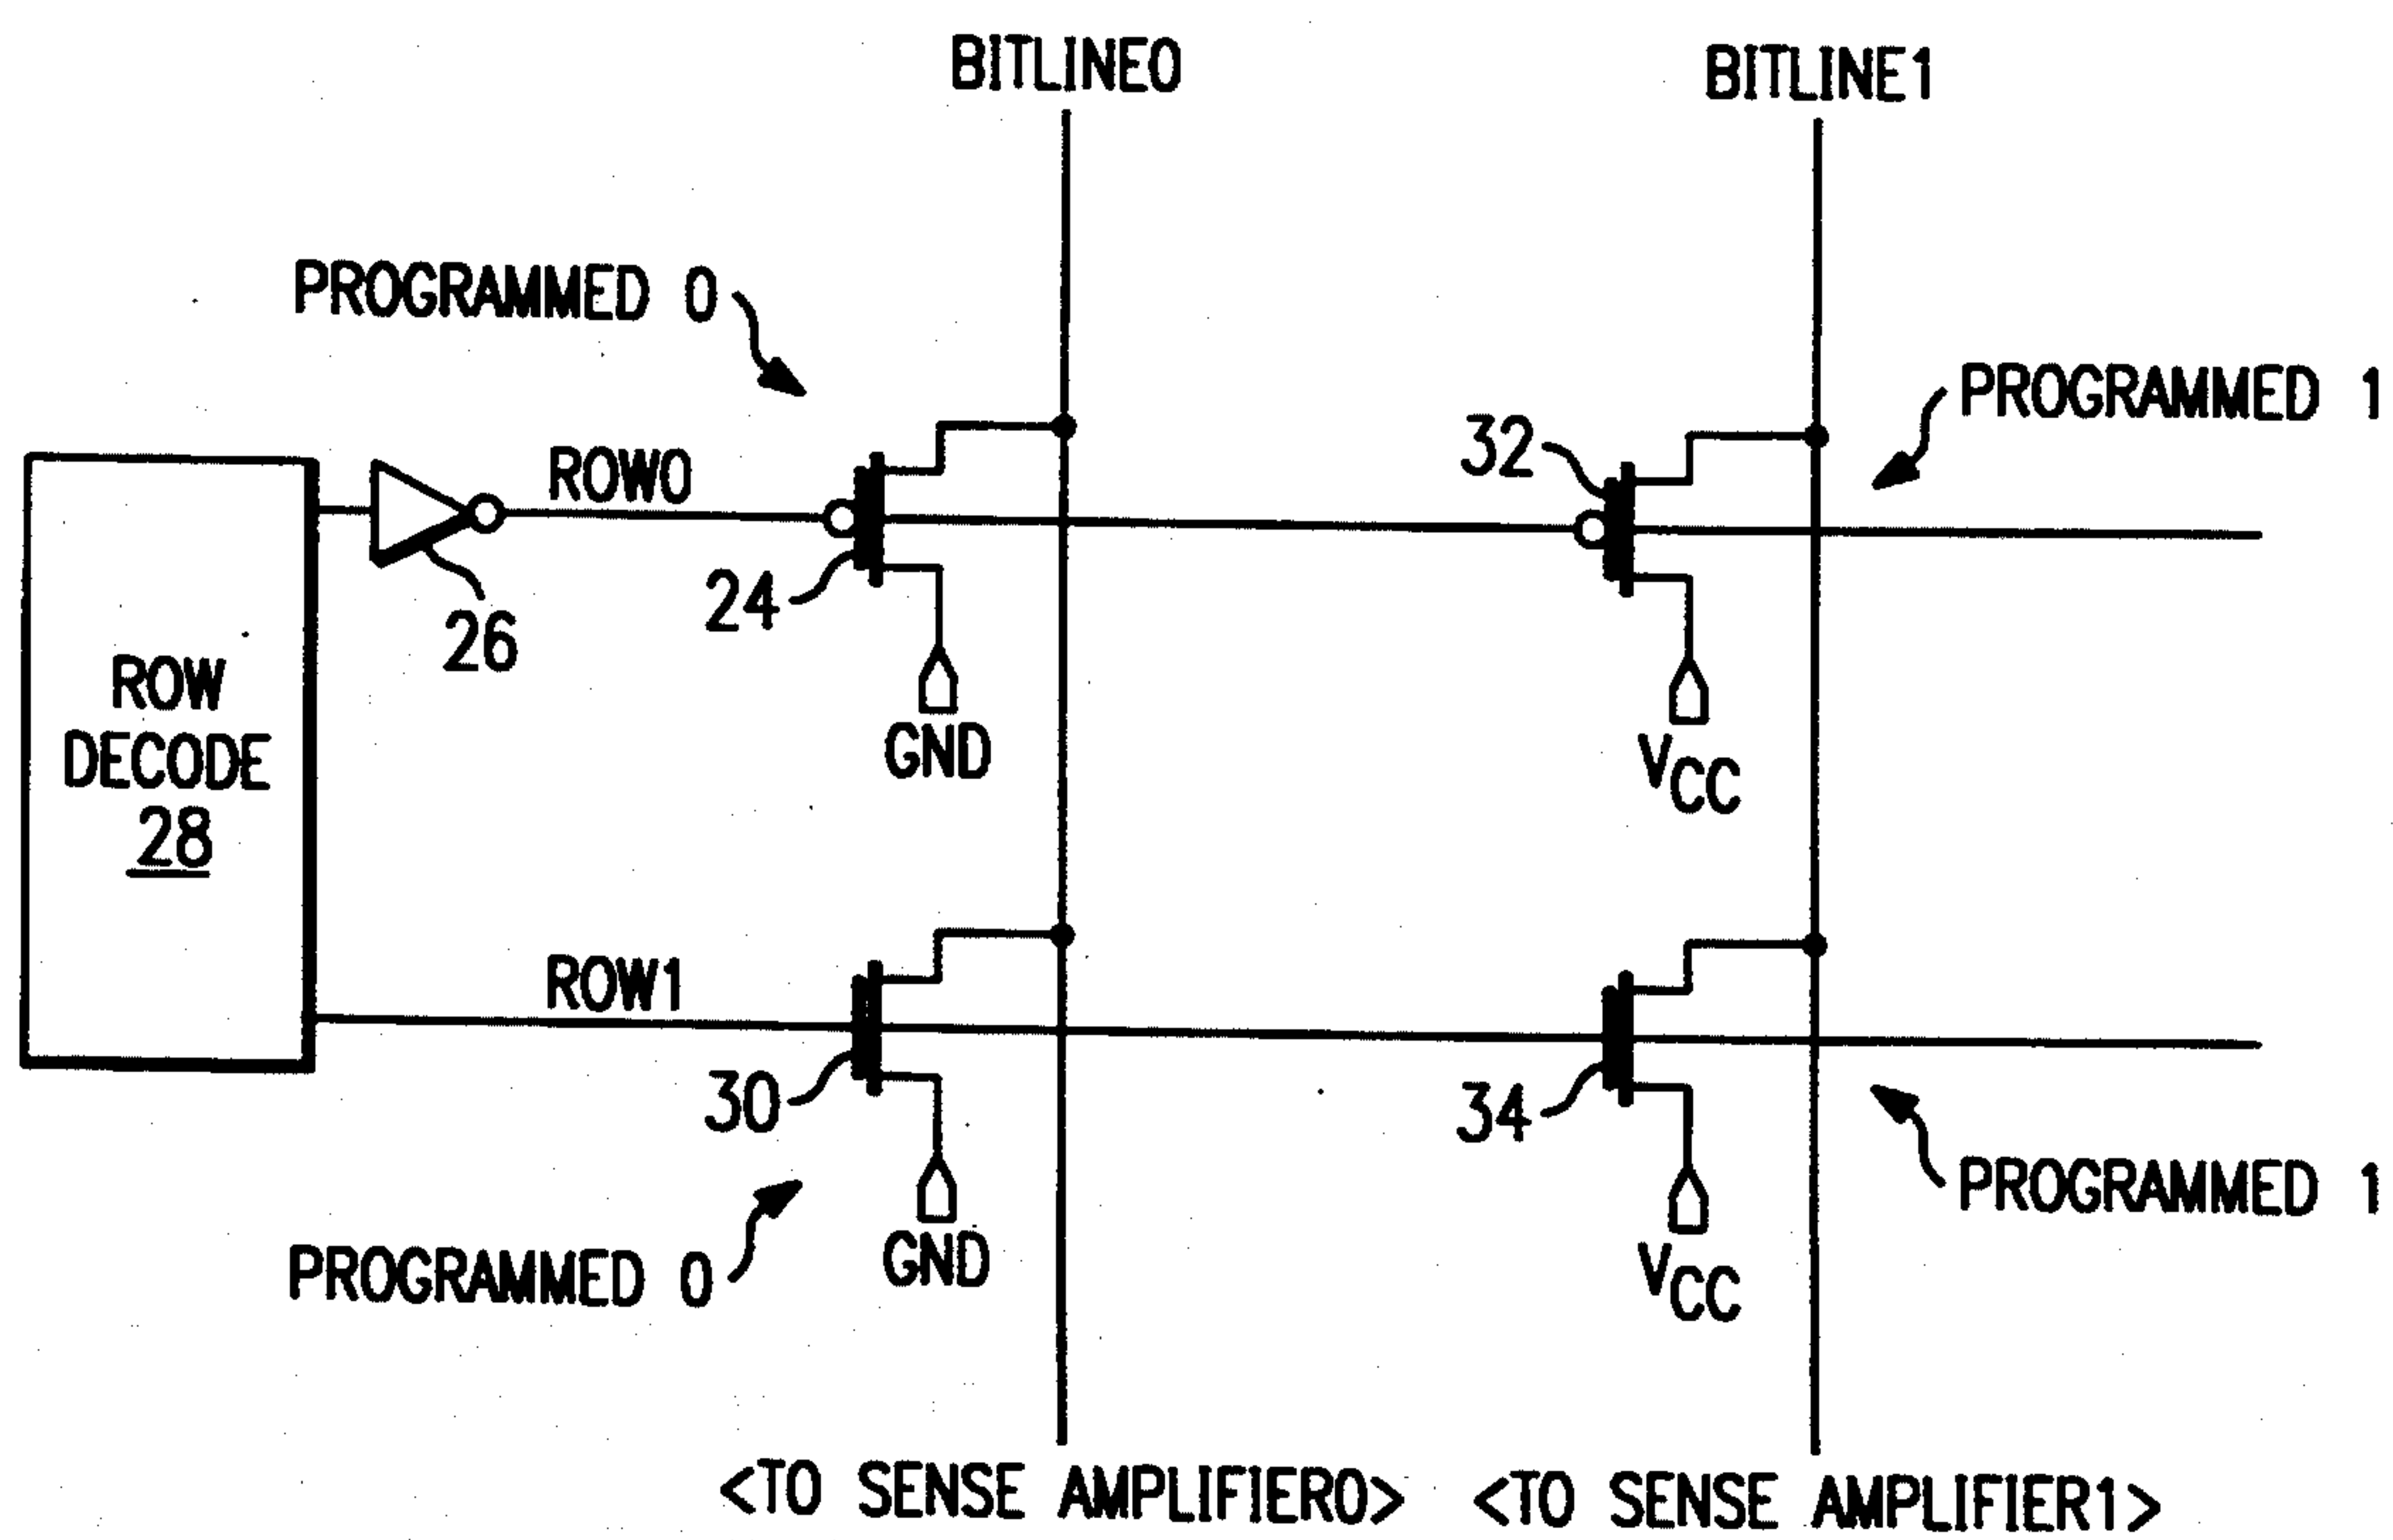 BITLINE0
BITLINE1
PROGRAMMED 0
PROGRAMMED 1
32
ROW0
24
26
ROW
DECODE
28
GND
VCC
ROW1
30
34
PROGRAMMED 1
PROGRAMMED 0
GND
VCC
<TO SENSE AMPLIFIER0>
<TO SENSE AMPLIFIER1>